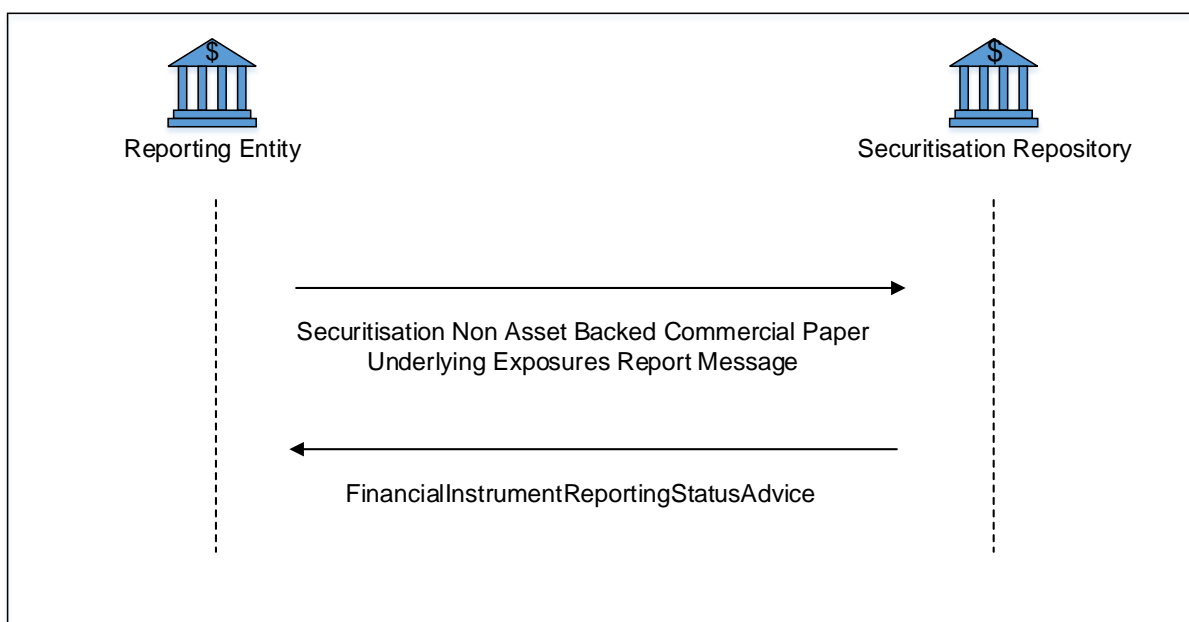 $
$
Reporting Entity
Securitisation Repository
Securitisation Non Asset Backed Commercial Paper
Underlying Exposures Report Message
FinancialInstrumentReportingStatusAdvice